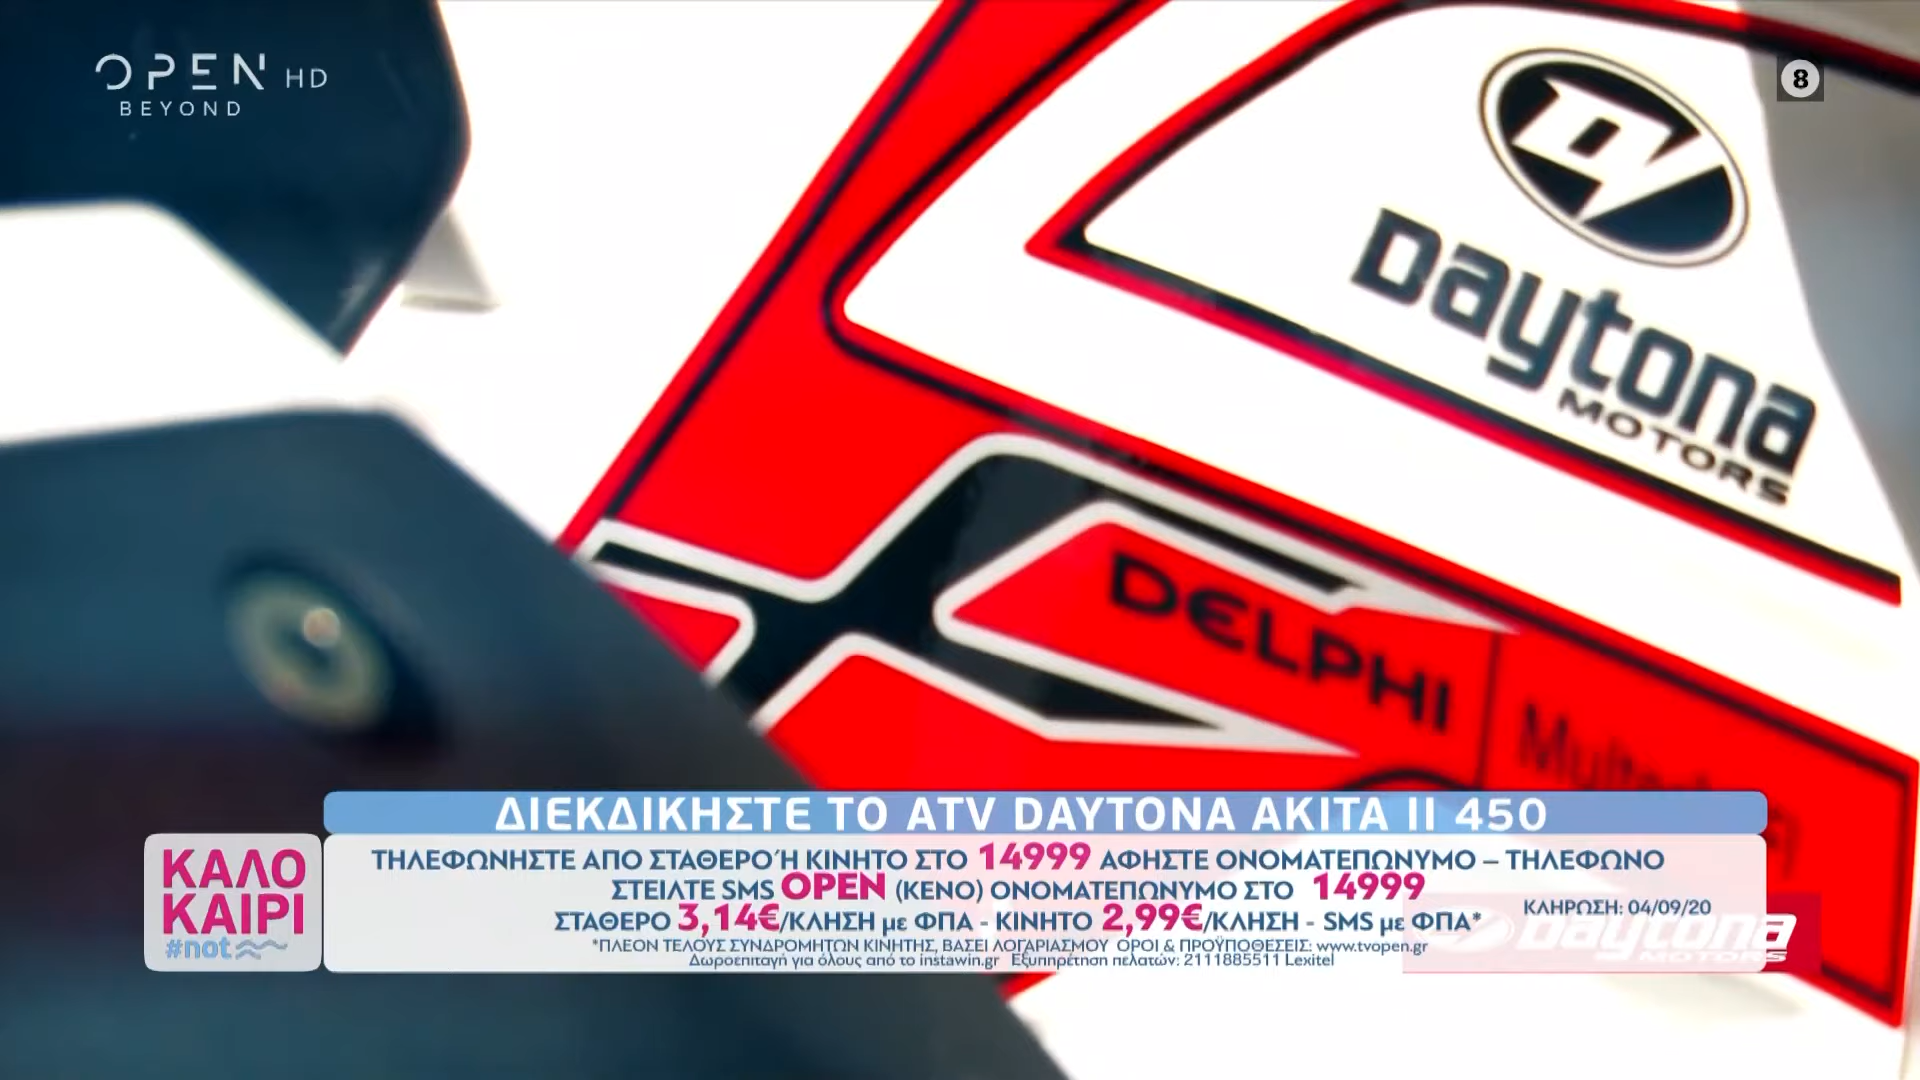 OPEN HD
BEYOND
8
DV
Daytona
MOTORS
DELPHI
ΔΙΕΚΔΙΚΗΣΤΕ ΤΟ ATV DAYTONA AKITA II 450
ΚΑΛΟ
ΚΑΙΡΙ
#not
ΤΗΛΕΦΩΝΗΣΤΕ ΑΠΟ ΣΤΑΘΕΡΟ Ή ΚΙΝΗΤΟ ΣΤΟ 14999 ΑΦΗΣΤΕ ΟΝΟΜΑΤΕΠΩΝΥΜΟ – ΤΗΛΕΦΩΝΟ
ΣΤΕΙΛΤΕ SMS OPEN (ΚΕΝΟ) ΟΝΟΜΑΤΕΠΩΝΥΜΟ ΣΤΟ 14999
ΣΤΑΘΕΡΟ 3,14€/ΚΛΗΣΗ με ΦΠΑ - ΚΙΝΗΤΟ 2,99€/ΚΛΗΣΗ - SMS με ΦΠΑ*
ΚΛΗΡΩΣΗ: 04/09/20
*ΠΛΕΟΝ ΤΕΛΟΥΣ ΣΥΝΔΡΟΜΗΤΩΝ ΚΙΝΗΤΗΣ, ΒΑΣΕΙ ΛΟΓΑΡΙΑΣΜΟΥ ΟΡΟΙ & ΠΡΟΫΠΟΘΕΣΕΙΣ: www.tvopen.gr
Δωροεπιταγή για όλους από το instawin.gr Εξυπηρέτηση πελατών: 2111885511 Lexitel
Daytona
MOTORS